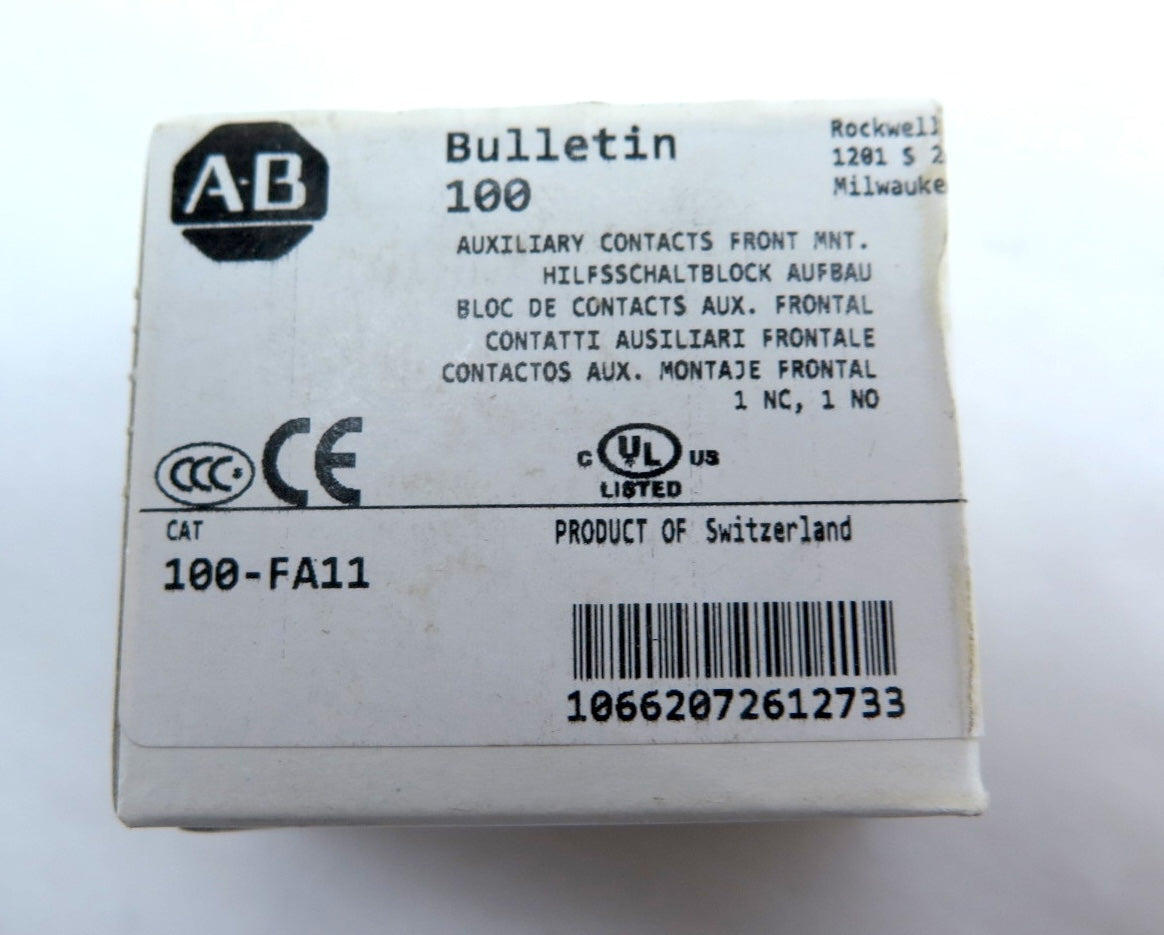 A-B
Bulletin
100
Rockwell
1201 S 2
Milwauke
AUXILIARY CONTACTS FRONT MNT.
HILFSSCHALTBLOCK AUFBAU
BLOC DE CONTACTS AUX. FRONTAL
CONTATTI AUSILIARI FRONTALE
CONTACTOS AUX. MONTAJE FRONTAL
1 NC, 1 NO
CCC S CE
C UL US
LISTED
CAT
PRODUCT OF Switzerland
100-FA11
10662072612733